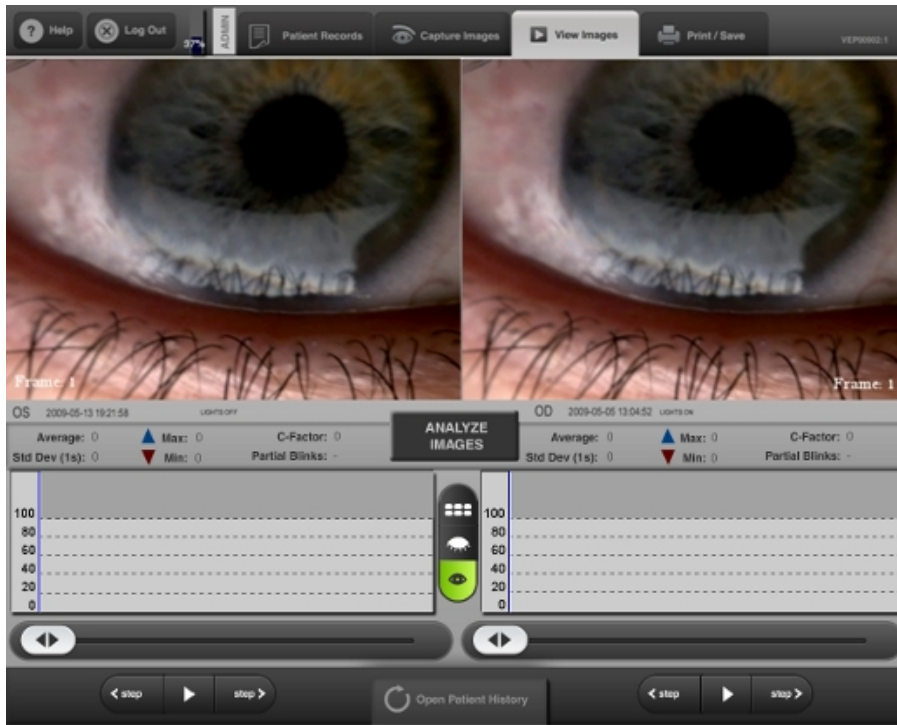 Help
Log Out
37%
ADMIN
Patient Records
Capture Images
View Images
Print / Save
VEP00902:1
Frame: 1
Frame: 1
OS 2009-05-13 19:21:58 LIGHTS OFF
OD 2009-05-05 13:04:52 LIGHTS ON
ANALYZE
IMAGES
Average: 0 Max: 0 C-Factor: 0
Std Dev (1s): 0 Min: 0 Partial Blinks: -
Average: 0 Max: 0 C-Factor: 0
Std Dev (1s): 0 Min: 0 Partial Blinks: -
100
80
60
40
20
0
100
80
60
40
20
0
< step
step >
Open Patient History
< step
step >